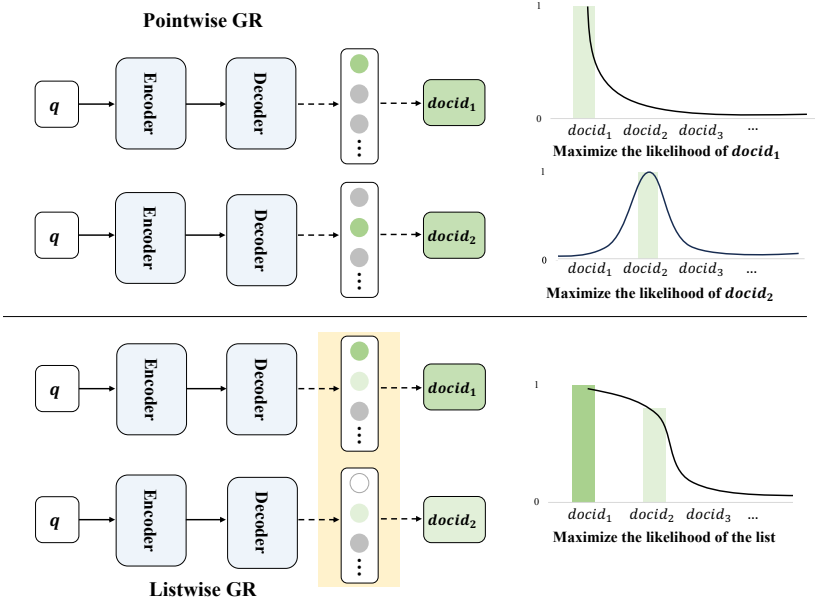 Pointwise GR
q
Encoder
Decoder
⋮
docid₁
1
0
docid₁ docid₂ docid₃ ...
Maximize the likelihood of docid₁
q
Encoder
Decoder
⋮
docid₂
1
0
docid₁ docid₂ docid₃ ...
Maximize the likelihood of docid₂
q
Encoder
Decoder
⋮
docid₁
q
Encoder
Decoder
⋮
docid₂
1
0
docid₁ docid₂ docid₃ ...
Maximize the likelihood of the list
Listwise GR